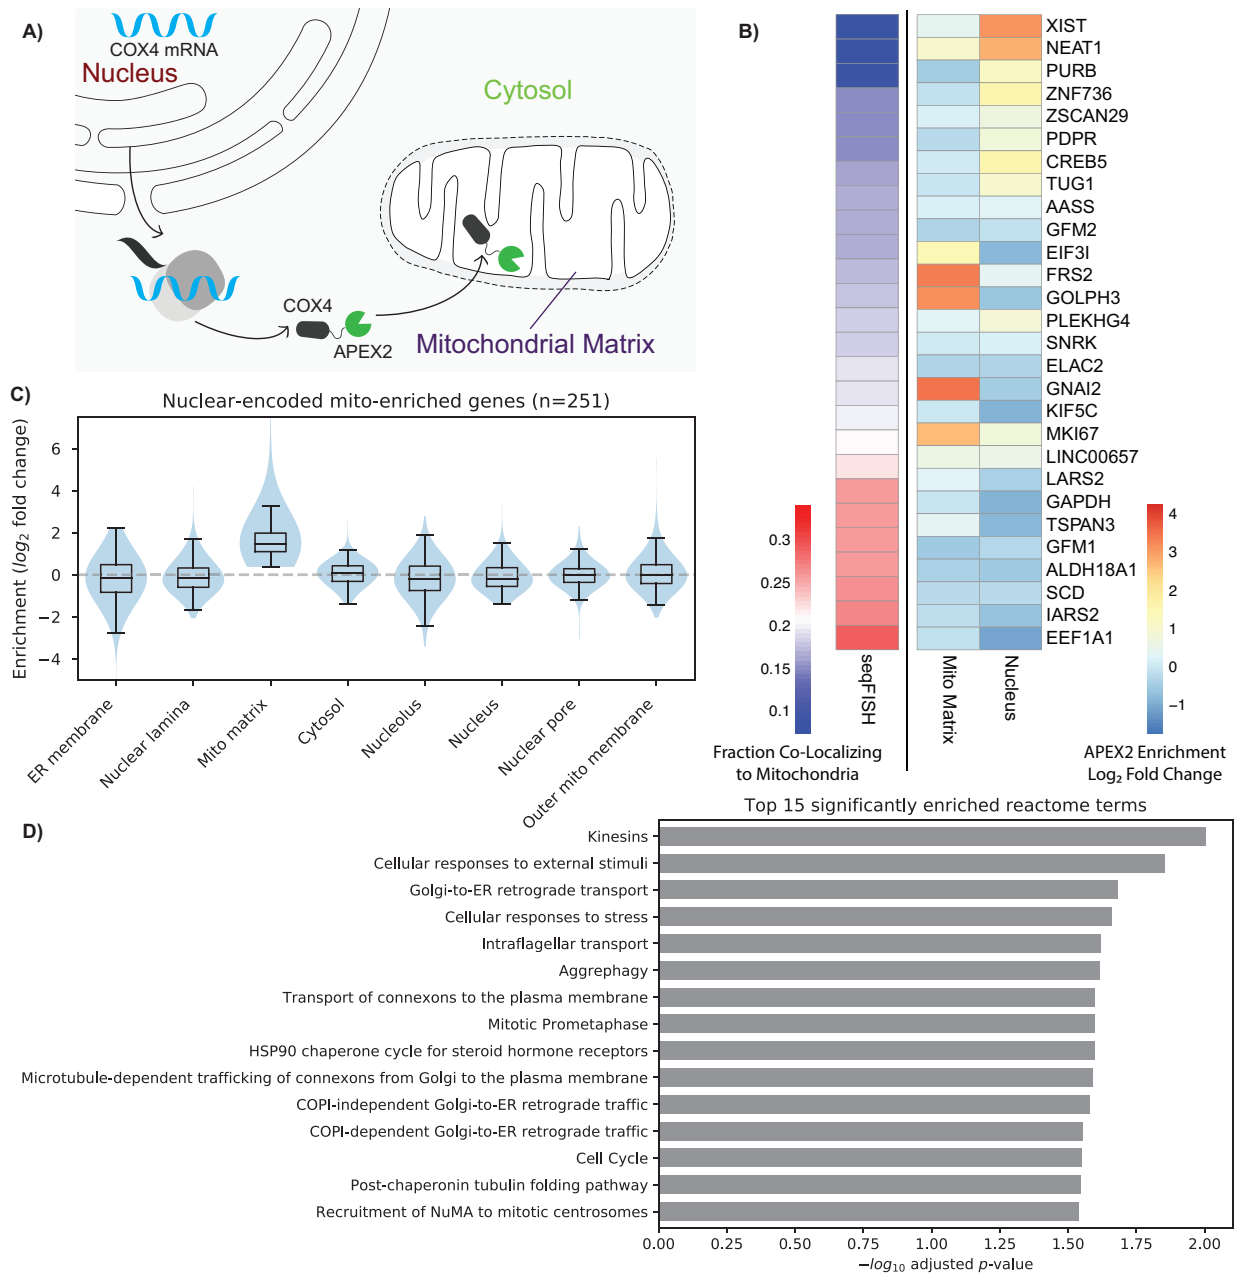 A)
COX4 mRNA
Nucleus
Cytosol
COX4
APEX2
Mitochondrial Matrix
B)
XIST
NEAT1
PURB
ZNF736
ZSCAN29
PDPR
CREB5
TUG1
AASS
GFM2
EIF3I
FRS2
GOLPH3
PLEKHG4
SNRK
ELAC2
GNAI2
KIF5C
MKI67
LINC00657
LARS2
GAPDH
TSPAN3
GFM1
ALDH18A1
SCD
IARS2
EEF1A1
0.3
0.25
0.2
0.15
0.1
seqFISH
Mito Matrix
Nucleus
4
3
2
1
0
−1
Fraction Co-Localizing
to Mitochondria
APEX2 Enrichment
Log₂ Fold Change
C)
Nuclear-encoded mito-enriched genes (n=251)
Enrichment (log₂ fold change)
6
4
2
0
−2
−4
ER membrane
Nuclear lamina
Mito matrix
Cytosol
Nucleolus
Nucleus
Nuclear pore
Outer mito membrane
D)
Top 15 significantly enriched reactome terms
Kinesins
Cellular responses to external stimuli
Golgi-to-ER retrograde transport
Cellular responses to stress
Intraflagellar transport
Aggrephagy
Transport of connexons to the plasma membrane
Mitotic Prometaphase
HSP90 chaperone cycle for steroid hormone receptors
Microtubule-dependent trafficking of connexons from Golgi to the plasma membrane
COPI-independent Golgi-to-ER retrograde traffic
COPI-dependent Golgi-to-ER retrograde traffic
Cell Cycle
Post-chaperonin tubulin folding pathway
Recruitment of NuMA to mitotic centrosomes
0.00 0.25 0.50 0.75 1.00 1.25 1.50 1.75 2.00
−log₁₀ adjusted p-value